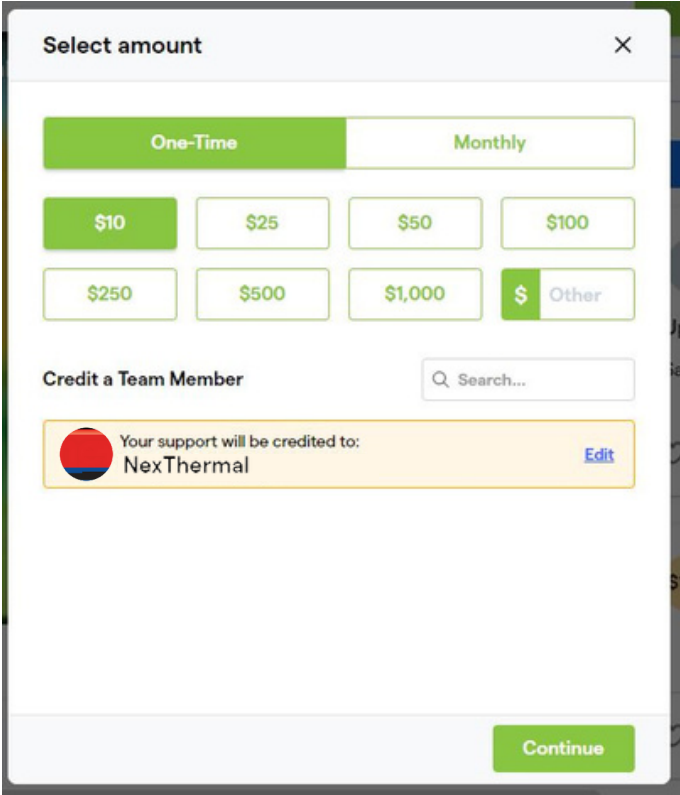 Select amount
One-Time Monthly
$10 $25 $50 $100
$250 $500 $1,000 $ Other
Credit a Team Member Search...
Your support will be credited to:
NexThermal Edit
Continue